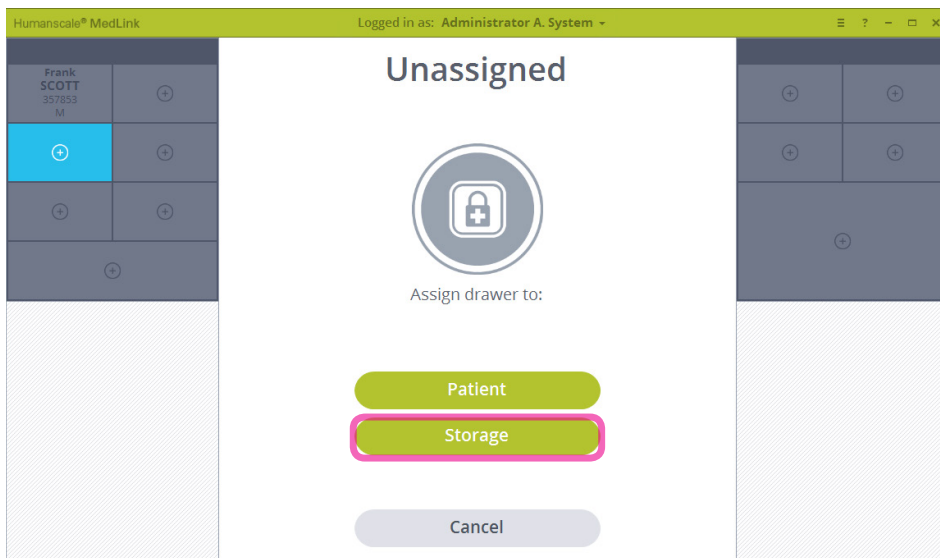 Humanscale® MedLink
Logged in as: Administrator A. System
?
Frank
SCOTT
357853
M
Unassigned
Assign drawer to:
Patient
Storage
Cancel